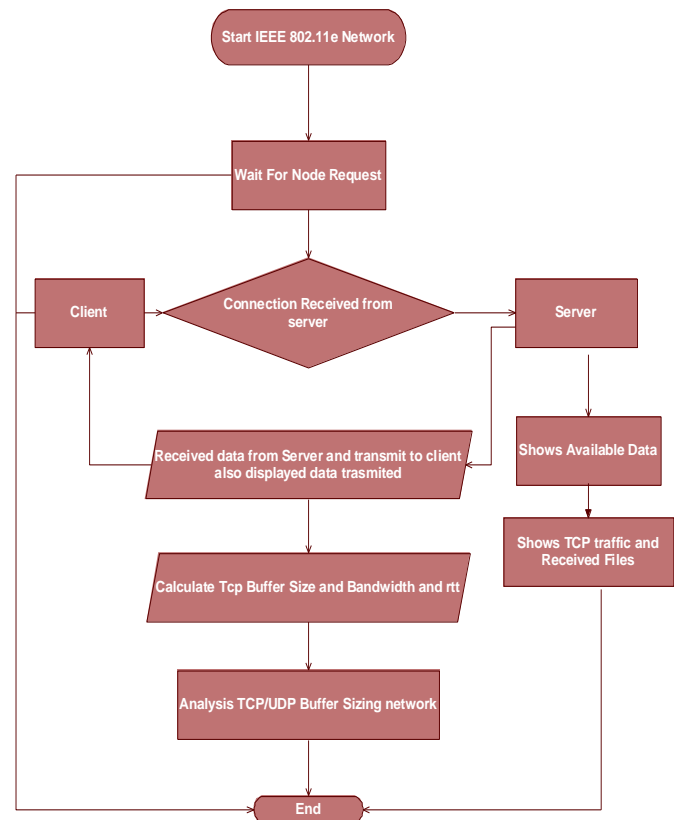 Start IEEE 802.11e Network
Wait For Node Request
Client
Connection Received from
server
Server
Received data from Server and transmit to client
also displayed data trasmited
Shows Available Data
Shows TCP traffic and
Received Files
Calculate Tcp Buffer Size and Bandwidth and rtt
Analysis TCP/UDP Buffer Sizing network
End